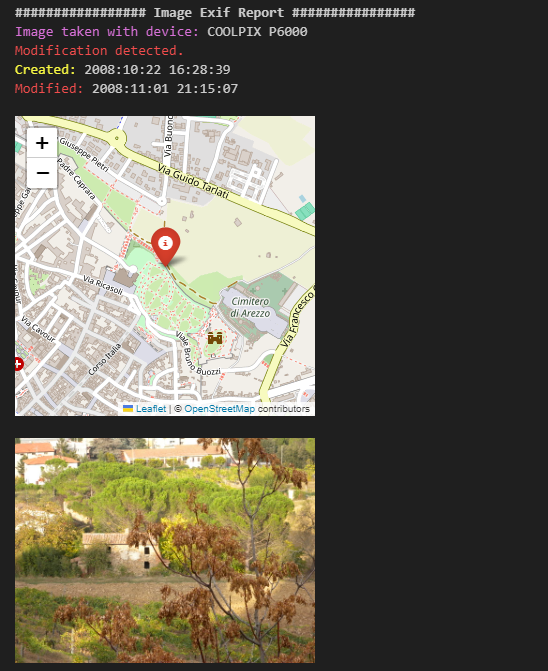 ################# Image Exif Report ################
Image taken with device: COOLPIX P6000
Modification detected.
Created: 2008:10:22 16:28:39
Modified: 2008:11:01 21:15:07
+
−
Via Buono
Giuseppe Pietri
Padre Caprara
Via Guido Tarlati
i
Via Ricasoli
Cimitero
di Arezzo
Via Francesco
Via Cavour
Corso Italia
Viale Bruno Buozzi
Leaflet | © OpenStreetMap contributors